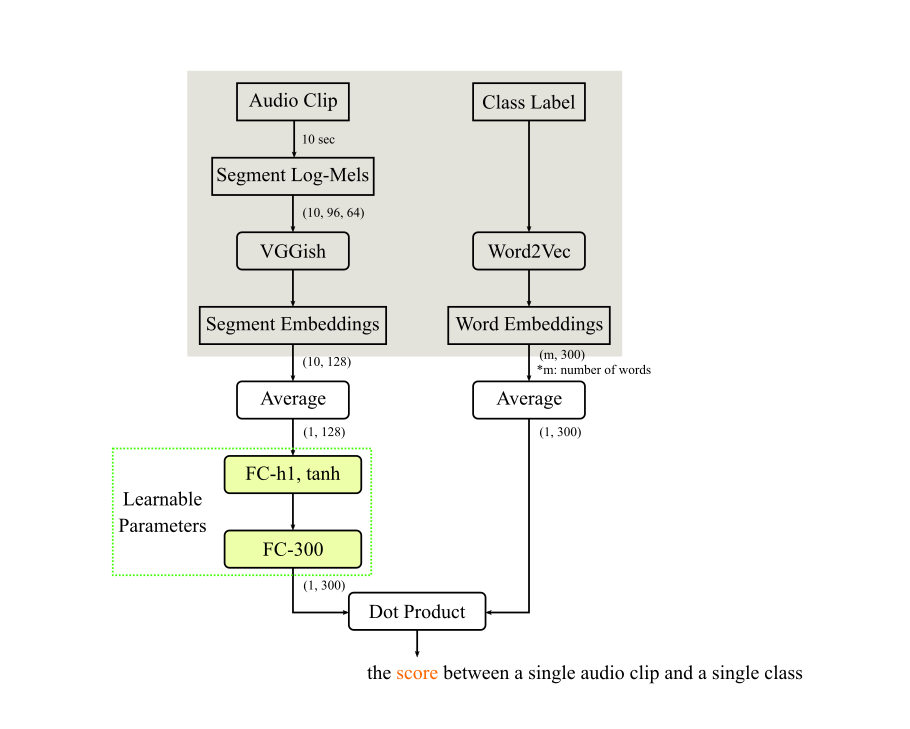 Audio Clip
10 sec
Segment Log-Mels
(10, 96, 64)
VGGish
Segment Embeddings
(10, 128)
Average
(1, 128)
Learnable
Parameters
FC-h1, tanh
FC-300
(1, 300)
Class Label
Word2Vec
Word Embeddings
(m, 300)
*m: number of words
Average
(1, 300)
Dot Product
the score between a single audio clip and a single class